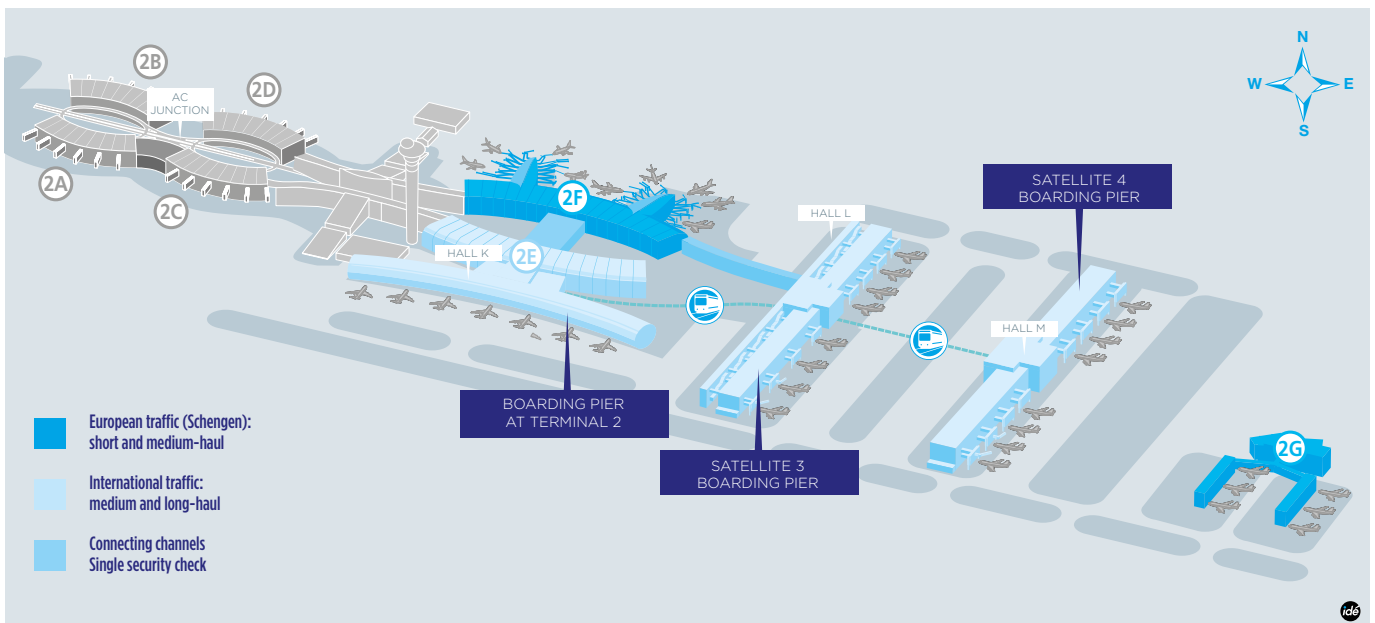 2B
2D
AC
JUNCTION
2A
2C
2F
2E
HALL K
HALL L
HALL M
SATELLITE 4
BOARDING PIER
N
W
E
S
BOARDING PIER
AT TERMINAL 2
SATELLITE 3
BOARDING PIER
2G
European traffic (Schengen):
short and medium-haul
International traffic:
medium and long-haul
Connecting channels
Single security check
idé